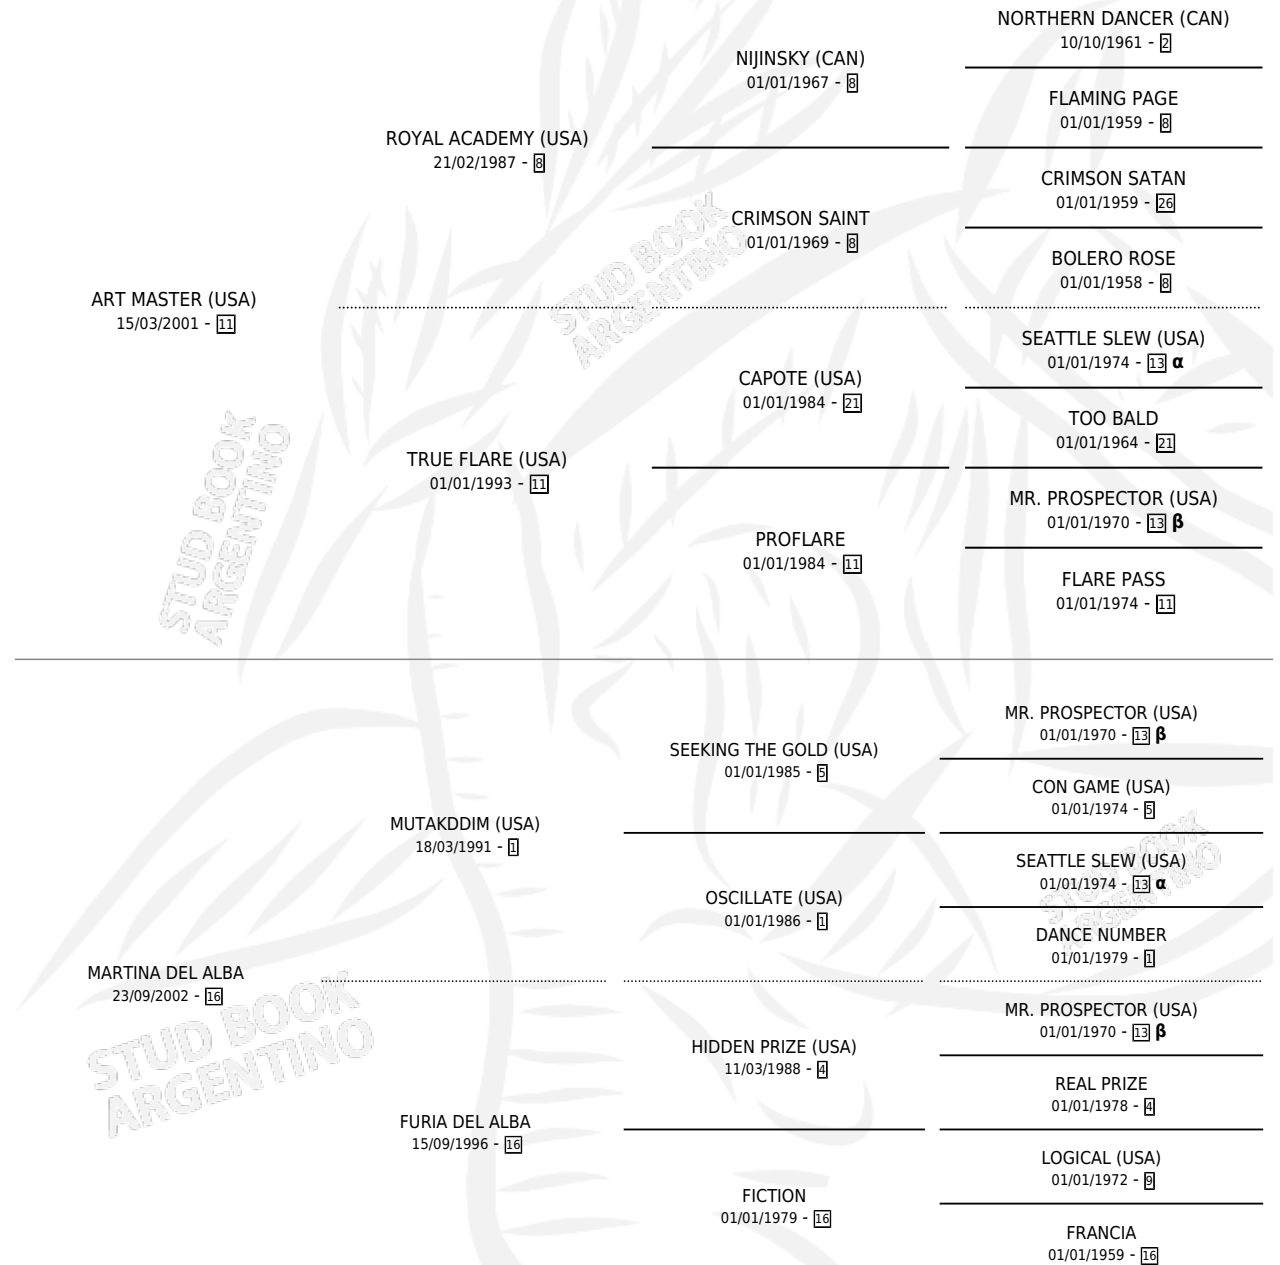 NORTHERN DANCER (CAN)
10/10/1961 - 2
NIJINSKY (CAN)
01/01/1967 - 8
FLAMING PAGE
01/01/1959 - 8
ROYAL ACADEMY (USA)
21/02/1987 - 8
CRIMSON SATAN
01/01/1959 - 26
CRIMSON SAINT
01/01/1969 - 8
BOLERO ROSE
01/01/1958 - 8
ART MASTER (USA)
15/03/2001 - 11
SEATTLE SLEW (USA)
01/01/1974 - 13 α
CAPOTE (USA)
01/01/1984 - 21
TOO BALD
01/01/1964 - 21
TRUE FLARE (USA)
01/01/1993 - 11
MR. PROSPECTOR (USA)
01/01/1970 - 13 β
PROFLARE
01/01/1984 - 11
FLARE PASS
01/01/1974 - 11
MR. PROSPECTOR (USA)
01/01/1970 - 13 β
SEEKING THE GOLD (USA)
01/01/1985 - 5
CON GAME (USA)
01/01/1974 - 5
MUTAKDDIM (USA)
18/03/1991 - 1
SEATTLE SLEW (USA)
01/01/1974 - 13 α
OSCILLATE (USA)
01/01/1986 - 1
DANCE NUMBER
01/01/1979 - 1
MARTINA DEL ALBA
23/09/2002 - 16
MR. PROSPECTOR (USA)
01/01/1970 - 13 β
HIDDEN PRIZE (USA)
11/03/1988 - 4
REAL PRIZE
01/01/1978 - 4
FURIA DEL ALBA
15/09/1996 - 16
LOGICAL (USA)
01/01/1972 - 9
FICTION
01/01/1979 - 16
FRANCIA
01/01/1959 - 16
STUD BOOK
ARGENTINO
STUD BOOK
ARGENTINO
STUD BOOK
ARGENTINO
STUD BOOK
ARGENTINO